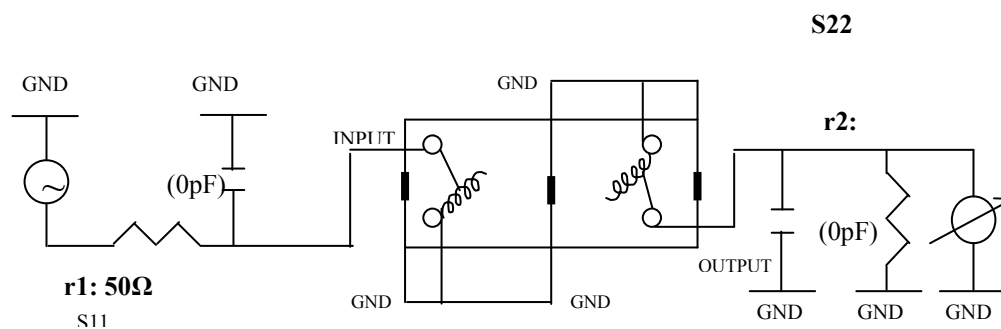 S22
GND
GND
GND
INPUT
r2:
(0pF)
(0pF)
OUTPUT
r1: 50Ω
S11
GND
GND
GND
GND
GND